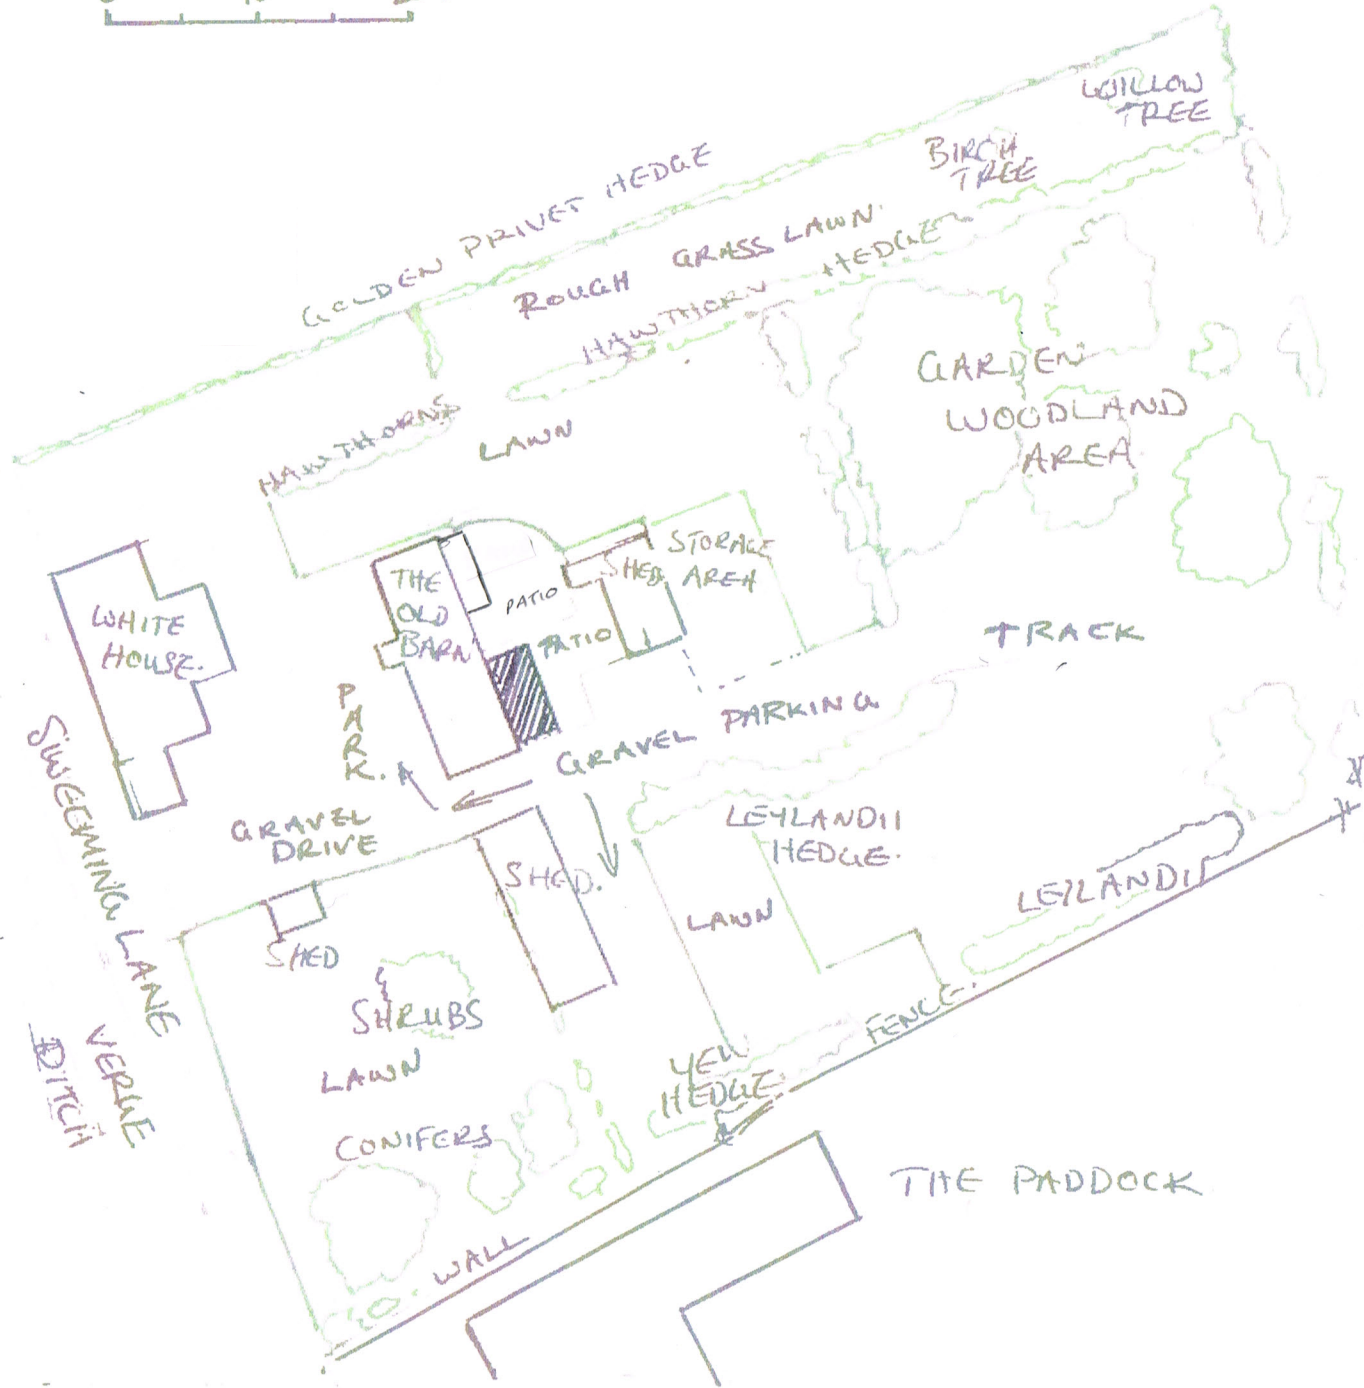 WILLOW
TREE
BIRCH
TREE
GOLDEN PRIVET HEDGE
ROUGH GRASS LAWN.
HAWTHORN HEDGE
GARDEN
WOODLAND
AREA
HAWTHORNS
LAWN
THE
OLD
BARN
PATIO
PATIO
SHED
STORAGE
AREA
WHITE
HOUSE.
TRACK
PARK.
GRAVEL PARKING
GRAVEL
DRIVE
SHED.
LEYLANDII
HEDGE.
LAWN
LEYLANDII
SHED
SWEEMING LANE
SHRUBS
LAWN
VERGE
DITCH
YEW
HEDGE
FENCE.
CONIFERS
THE PADDOCK
WALL